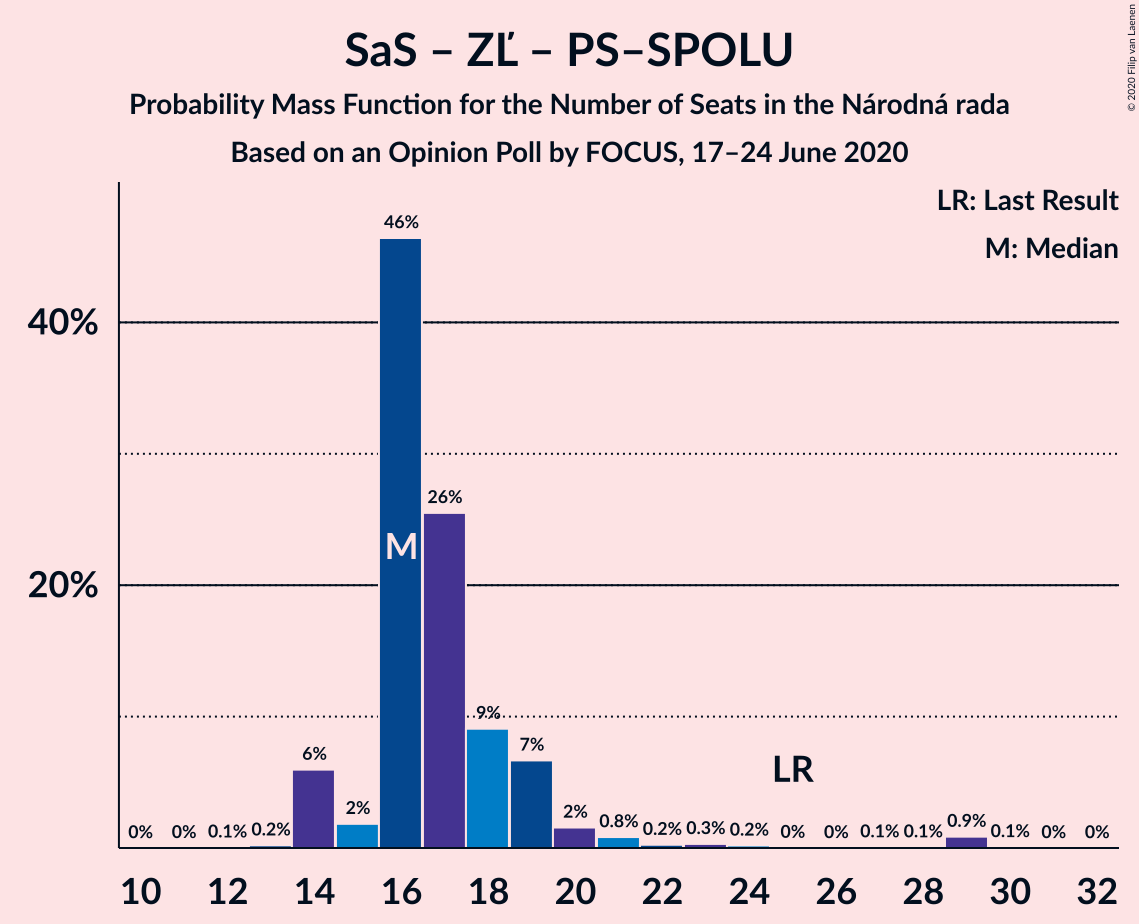 SaS – ZĽ – PS–SPOLU
Probability Mass Function for the Number of Seats in the Národná rada
Based on an Opinion Poll by FOCUS, 17–24 June 2020
© 2020 Filip van Laenen
LR: Last Result
M: Median
40%
20%
0% 0% 0.1% 0.2% 6% 2% 46% 26% 9% 7% 2% 0.8% 0.2% 0.3% 0.2% 0% 0% 0.1% 0.1% 0.9% 0.1% 0% 0%
M
LR
10 12 14 16 18 20 22 24 26 28 30 32